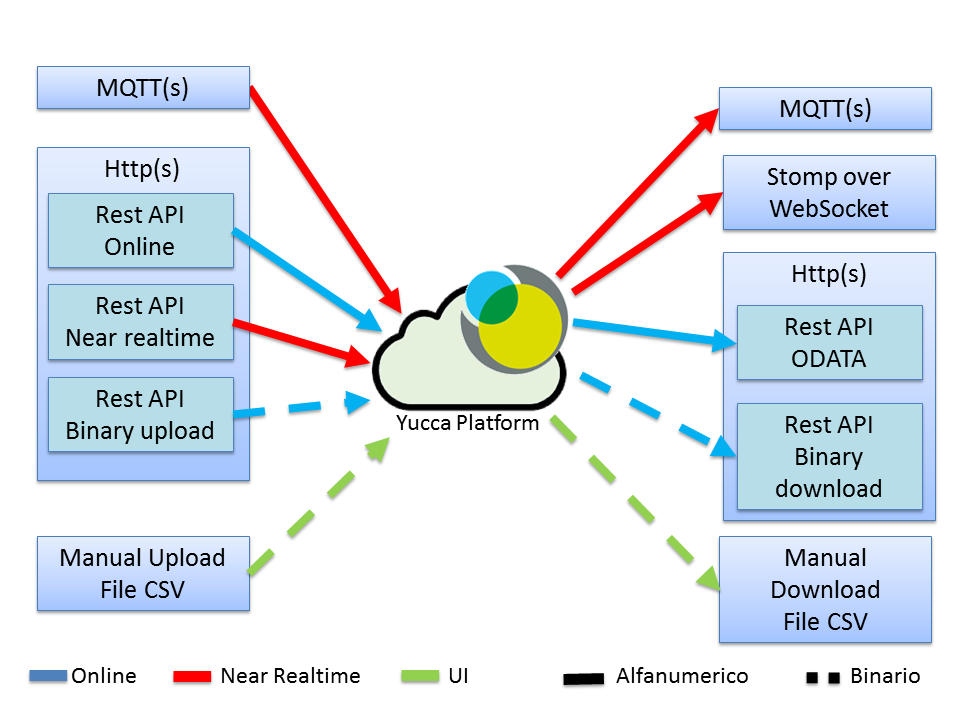 MQTT(s)
Http(s)
Rest API
Online
Rest API
Near realtime
Rest API
Binary upload
Manual Upload
File CSV
Yucca Platform
MQTT(s)
Stomp over
WebSocket
Http(s)
Rest API
ODATA
Rest API
Binary
download
Manual
Download
File CSV
Online
Near Realtime
UI
Alfanumerico
Binario